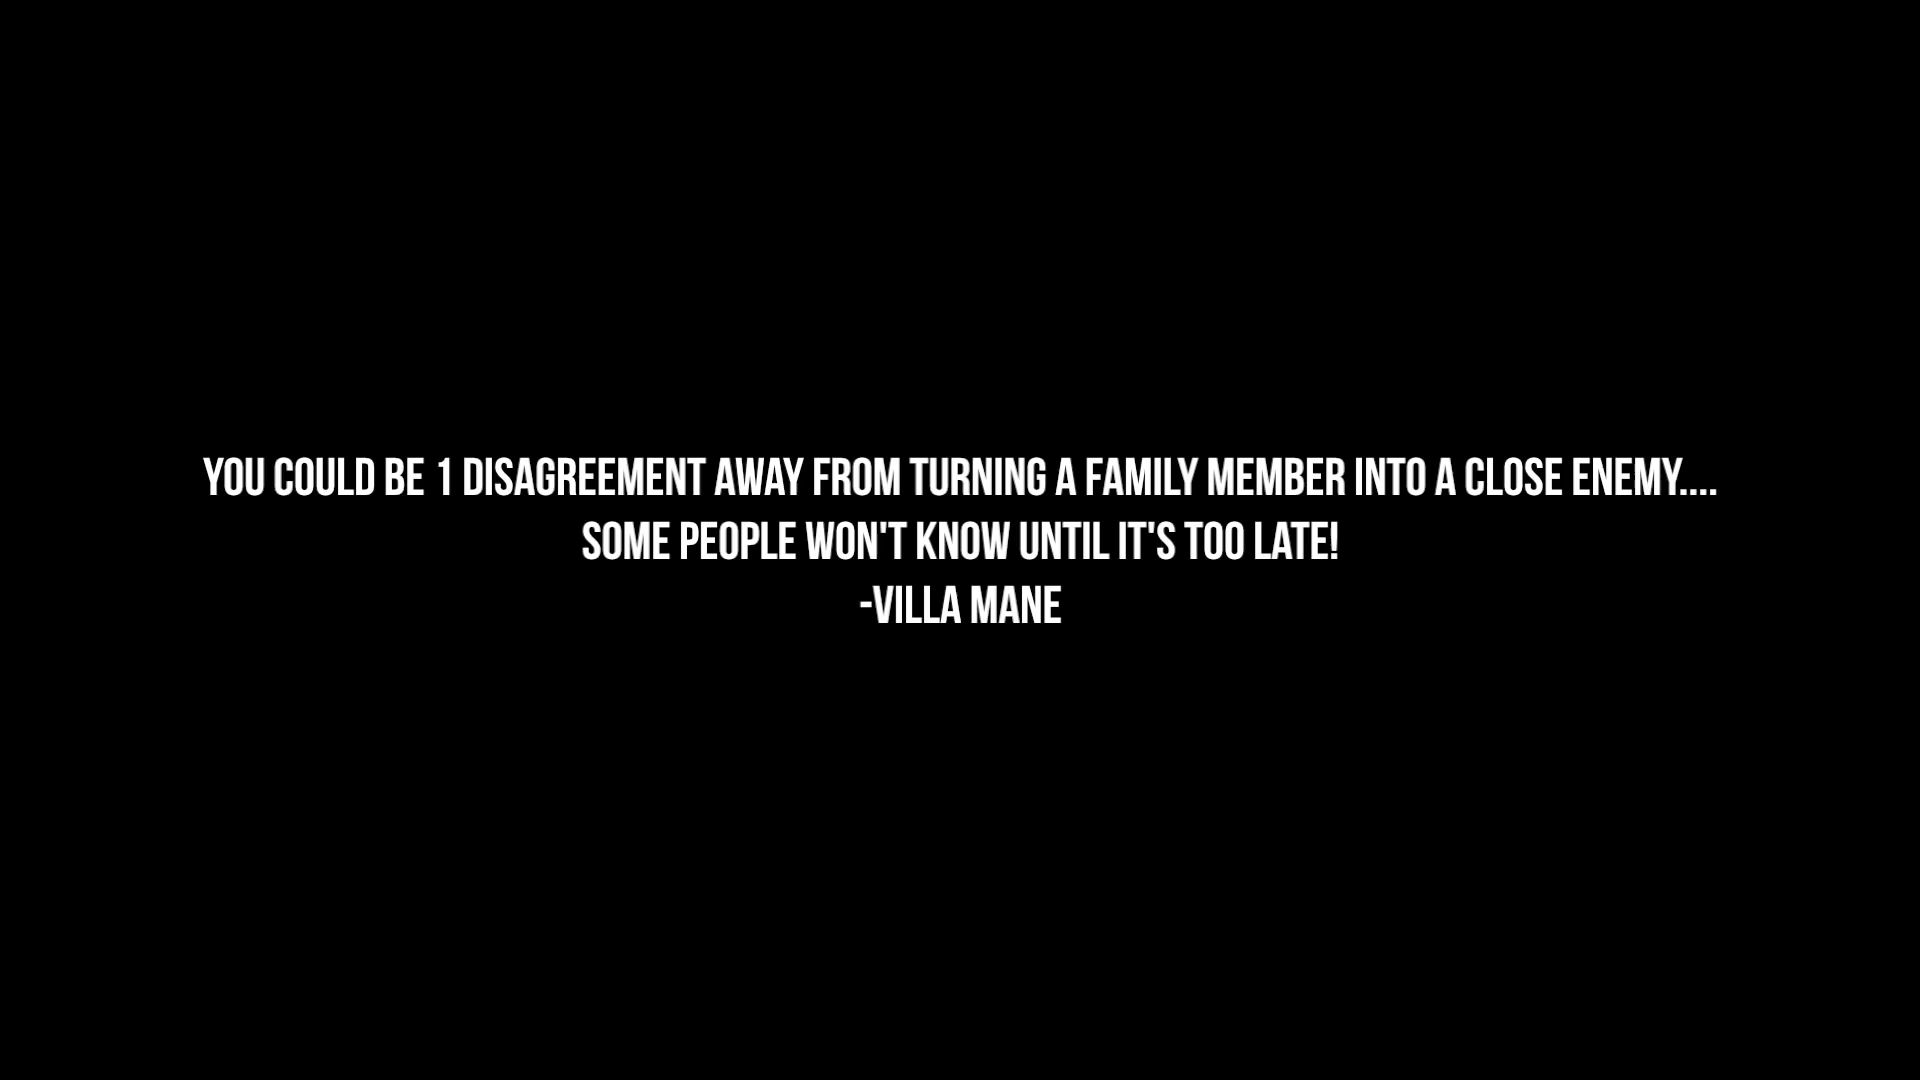 YOU COULD BE 1 DISAGREEMENT AWAY FROM TURNING A FAMILY MEMBER INTO A CLOSE ENEMY....
SOME PEOPLE WON'T KNOW UNTIL IT'S TOO LATE!
-VILLA MANE